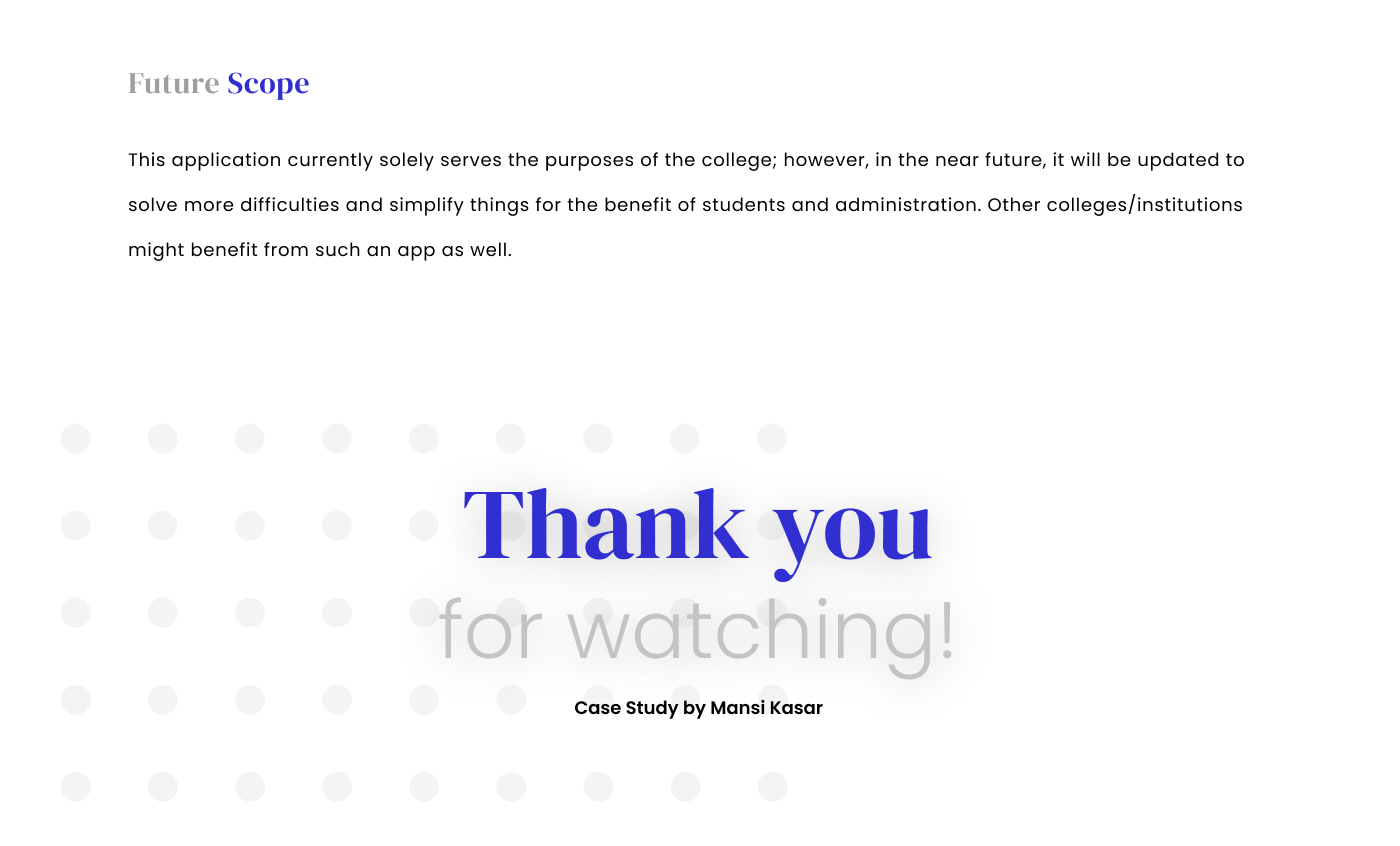 Future Scope
This application currently solely serves the purposes of the college; however, in the near future, it will be updated to
solve more difficulties and simplify things for the benefit of students and administration. Other colleges/institutions
might benefit from such an app as well.
Thank you
for watching!
Case Study by Mansi Kasar